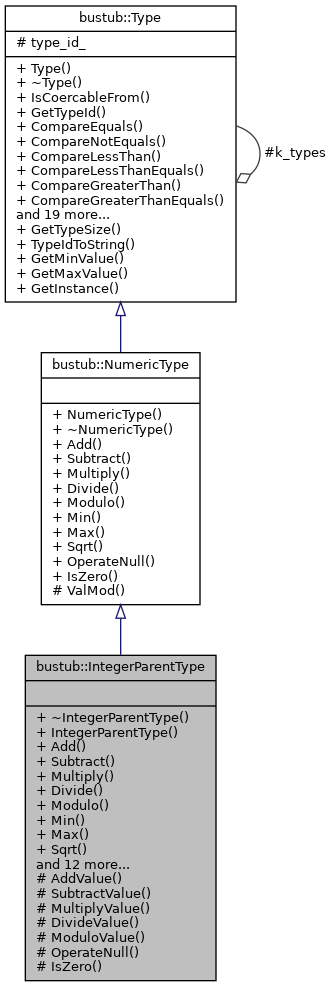 bustub::Type
# type_id_
+ Type()
+ ~Type()
+ IsCoercableFrom()
+ GetTypeId()
+ CompareEquals()
+ CompareNotEquals()
+ CompareLessThan()
+ CompareLessThanEquals()
+ CompareGreaterThan()
+ CompareGreaterThanEquals()
and 19 more...
+ GetTypeSize()
+ TypeIdToString()
+ GetMinValue()
+ GetMaxValue()
+ GetInstance()
#k_types
bustub::NumericType
+ NumericType()
+ ~NumericType()
+ Add()
+ Subtract()
+ Multiply()
+ Divide()
+ Modulo()
+ Min()
+ Max()
+ Sqrt()
+ OperateNull()
+ IsZero()
# ValMod()
bustub::IntegerParentType
+ ~IntegerParentType()
+ IntegerParentType()
+ Add()
+ Subtract()
+ Multiply()
+ Divide()
+ Modulo()
+ Min()
+ Max()
+ Sqrt()
and 12 more...
# AddValue()
# SubtractValue()
# MultiplyValue()
# DivideValue()
# ModuloValue()
# OperateNull()
# IsZero()